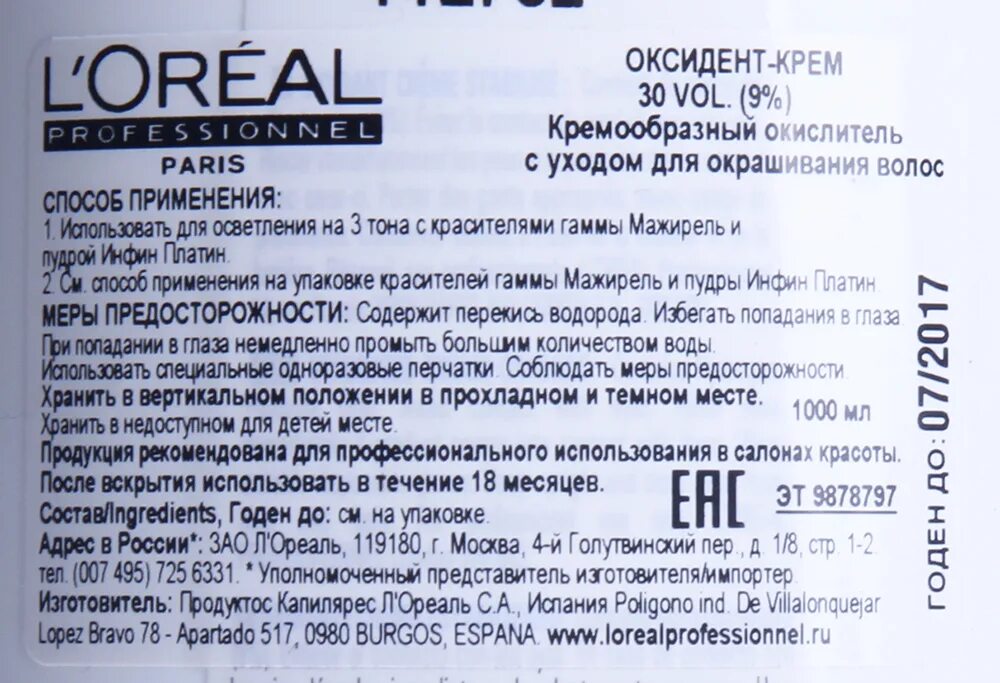 L'ORÉAL
PROFESSIONNEL
PARIS
ОКСИДЕНТ-КРЕМ
30 VOL. (9%)
Кремообразный окислитель
с уходом для окрашивания волос
СПОСОБ ПРИМЕНЕНИЯ:
1. Использовать для осветления на 3 тона с красителями гаммы Мажирель и
пудрой Инфин Платин.
2. См. способ применения на упаковке красителей гаммы Мажирель и пудры Инфин Платин.
МЕРЫ ПРЕДОСТОРОЖНОСТИ: Содержит перекись водорода. Избегать попадания в глаза.
При попадании в глаза немедленно промыть большим количеством воды.
Использовать специальные одноразовые перчатки. Соблюдать меры предосторожности.
Хранить в вертикальном положении в прохладном и темном месте.
1000 мл
Хранить в недоступном для детей месте.
Продукция рекомендована для профессионального использования в салонах красоты.
После вскрытия использовать в течение 18 месяцев.
EAC
ЭТ 9878797
Состав/Ingredients, Годен до: см. на упаковке.
Адрес в России*: ЗАО Л'Ореаль, 119180, г. Москва, 4-й Голутвинский пер., д. 1/8, стр. 1-2.
тел. (007 495) 725 6331. * Уполномоченный представитель изготовителя/импортер.
Изготовитель: Продуктос Капилярес Л'Ореаль С.А., Испания Poligono ind. De Villalonquejar
Lopez Bravo 78 - Apartado 517, 0980 BURGOS, ESPANA. www.lorealprofessionnel.ru
ГОДЕН ДО: 07/2017